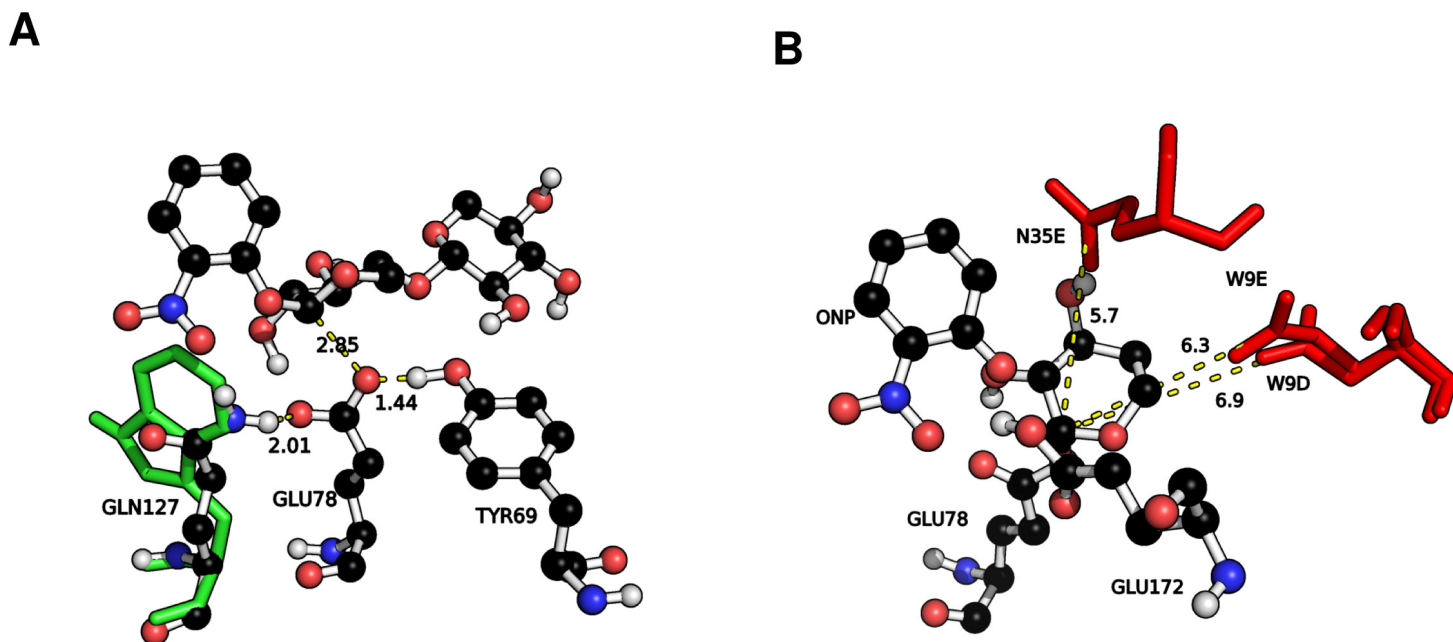 A
B
2.85
1.44
2.01
GLN127
GLU78
TYR69
N35E
W9E
ONP
5.7
6.3
W9D
6.9
GLU78
GLU172